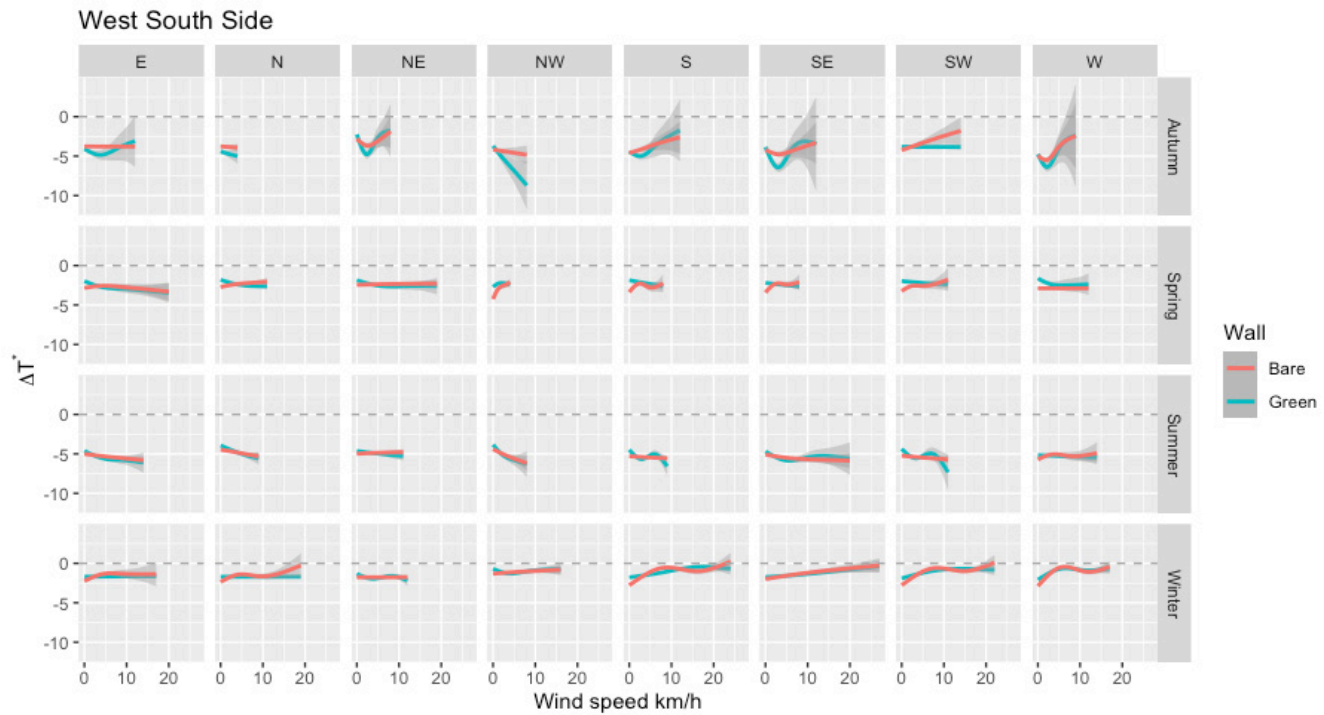 West South Side
E N NE NW S SE SW W
0
-5
-10
Autumn
0
-5
-10
Spring
0
-5
-10
Summer
0
-5
-10
Winter
ΔT*
0 10 20 0 10 20 0 10 20 0 10 20 0 10 20 0 10 20 0 10 20 0 10 20
Wind speed km/h
Wall
Bare
Green